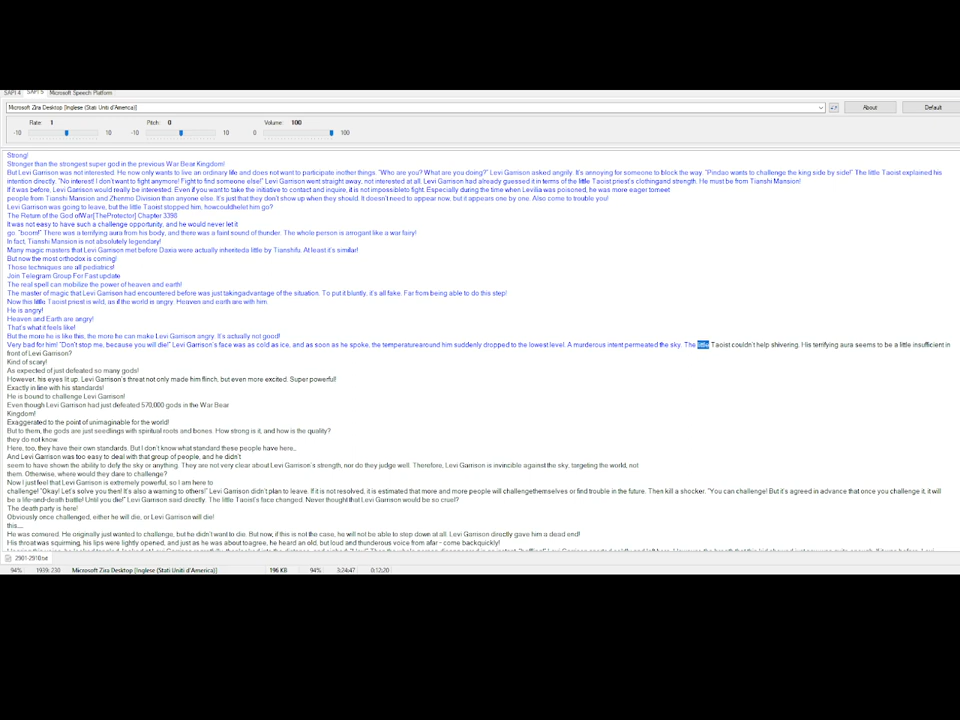 SAPI 4 SAPI 5 Microsoft Speech Platform
Microsoft Zira Desktop [Inglese (Stati Uniti d'America)]
About
Default
Rate: 1
Pitch: 0
Volume: 100
-10 10 -10 10 0 100
Strong!
Stronger than the strongest super god in the previous War Bear Kingdom!
But Levi Garrison was not interested. He now only wants to live an ordinary life and does not want to participate mother things. "Who are you? What are you doing?" Levi Garrison asked angrily. It's annoying for someone to block the way. "Pindao wants to challenge the king side by side!" The little Taoist explained his
intention directly. "No interest! I don't want to fight anymore! Fight to find someone else!" Levi Garrison went straight away, not interested at all. Levi Garrison had already guessed it in terms of the little Taoist priest's clothingand strength. He must be from Tianshi Mansion!
If it was before, Levi Garrison would really be interested. Even if you want to take the initiative to contact and inquire, it is not impossibleto fight. Especially during the time when Levilia was poisoned, he was more eager tomeet
people from Tianshi Mansion and Zhenmo Division than anyone else. It's just that they don't show up when they should. It doesn't need to appear now, but it appears one by one. Also come to trouble you!
Levi Garrison was going to leave, but the little Taoist stopped him, howcouldhelet him go?
The Return of the God ofWar[TheProtector] Chapter 3398
It was not easy to have such a challenge opportunity, and he would never let it
go. "boom!" There was a terrifying aura from his body, and there was a faint sound of thunder. The whole person is arrogant like a war fairy!
In fact, Tianshi Mansion is not absolutely legendary!
Many magic masters that Levi Garrison met before Daxia were actually inheriteda little by Tianshifu. At least it's similar!
But now the most orthodox is coming!
Those techniques are all pediatrics!
Join Telegram Group For Fast update
The real spell can mobilize the power of heaven and earth!
The master of magic that Levi Garrison had encountered before was just takingadvantage of the situation. To put it bluntly, it's all fake. Far from being able to do this step!
Now this little Taoist priest is wild, as if the world is angry. Heaven and earth are with him.
He is angry!
Heaven and Earth are angry!
That's what it feels like!
But the more he is like this, the more he can make Levi Garrison angry. It's actually not good!
Very bad for him! "Don't stop me, because you will die!" Levi Garrison's face was as cold as ice, and as soon as he spoke, the temperaturearound him suddenly dropped to the lowest level. A murderous intent permeated the sky. The little Taoist couldn't help shivering. His terrifying aura seems to be a little insufficient in
front of Levi Garrison?
Kind of scary!
As expected of just defeated so many gods!
However, his eyes lit up. Levi Garrison's threat not only made him flinch, but even more excited. Super powerful!
Exactly in line with his standards!
He is bound to challenge Levi Garrison!
Even though Levi Garrison had just defeated 570,000 gods in the War Bear
Kingdom!
Exaggerated to the point of unimaginable for the world!
But to them, the gods are just seedlings with spiritual roots and bones. How strong is it, and how is the quality?
they do not know
Here, too, they have their own standards. But I don't know what standard these people have here..
And Levi Garrison was too easy to deal with that group of people, and he didn't
seem to have shown the ability to defy the sky or anything. They are not very clear about Levi Garrison's strength, nor do they judge well. Therefore, Levi Garrison is invincible against the sky, targeting the world, not
them. Otherwise, where would they dare to challenge?
Now I just feel that Levi Garrison is extremely powerful, so I am here to
challenge! "Okay! Let's solve you then! It's also a warning to others!" Levi Garrison didn't plan to leave. If it is not resolved, it is estimated that more and more people will challengethemselves or find trouble in the future. Then kill a shocker. "You can challenge! But it's agreed in advance that once you challenge it, it will
be a life-and-death battle! Until you die!" Levi Garrison said directly. The little Taoist's face changed. Never thoughtthat Levi Garrison would be so cruel?
The death party is here!
Obviously once challenged, either he will die, or Levi Garrison will die!
this....
He was cornered. He originally just wanted to challenge, but he didn't want to die. But now, if this is not the case, he will not be able to step down at all. Levi Garrison directly gave him a dead end!
His throat was squirming, his lips were lightly opened, and just as he was about toagree, he heard an old, but loud and thunderous voice from afar - come backquickly!
2901-2910.txt
94% 1939: 230 Microsoft Zira Desktop [Inglese (Stati Uniti d'America)] 196 KB 94% 3:24:47 0:12:20